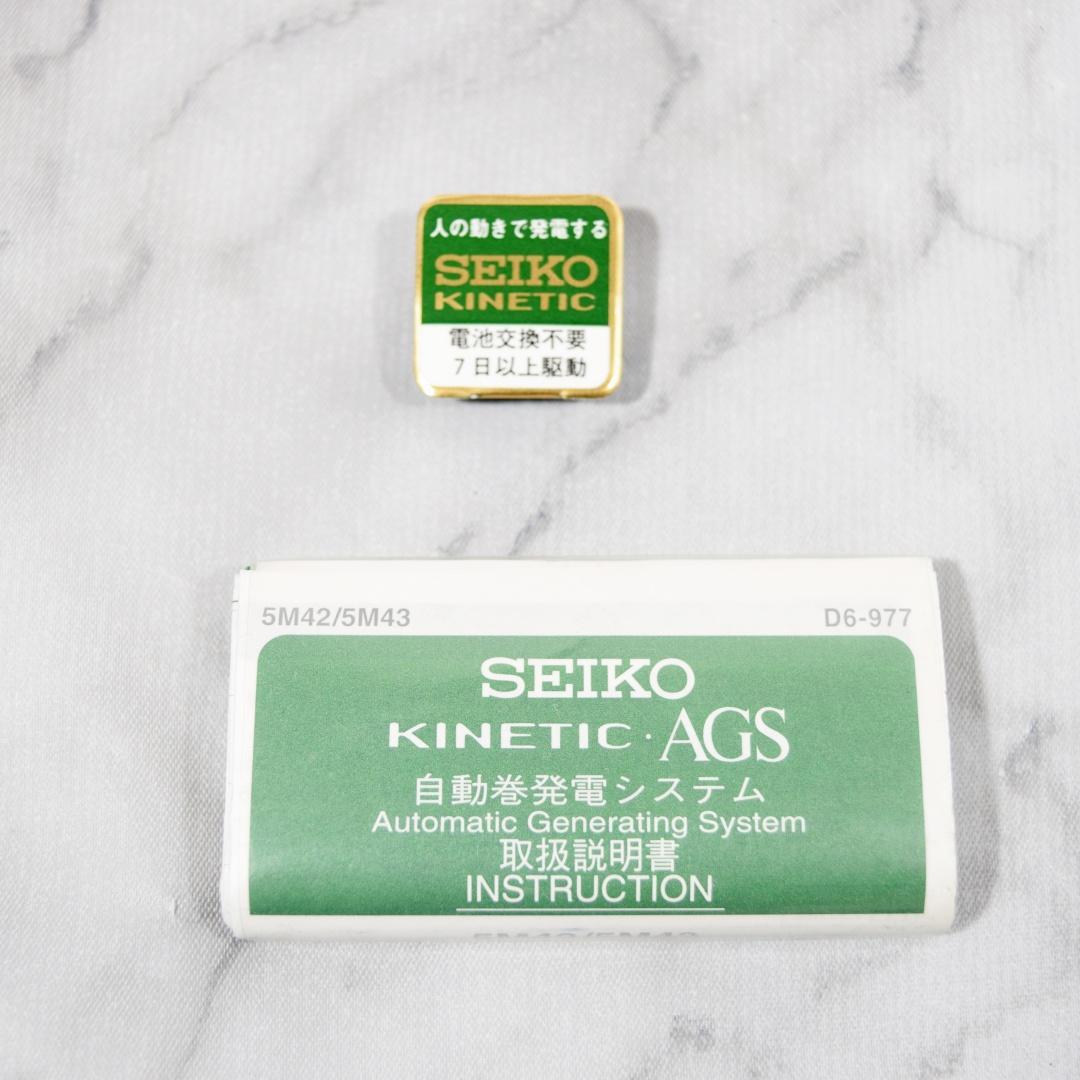 人の動きで発電する
SEIKO
KINETIC
電池交換不要
7日以上駆動
5M42/5M43 D6-977
SEIKO
KINETIC・AGS
自動巻発電システム
Automatic Generating System
取扱説明書
INSTRUCTION
5M42/5M43